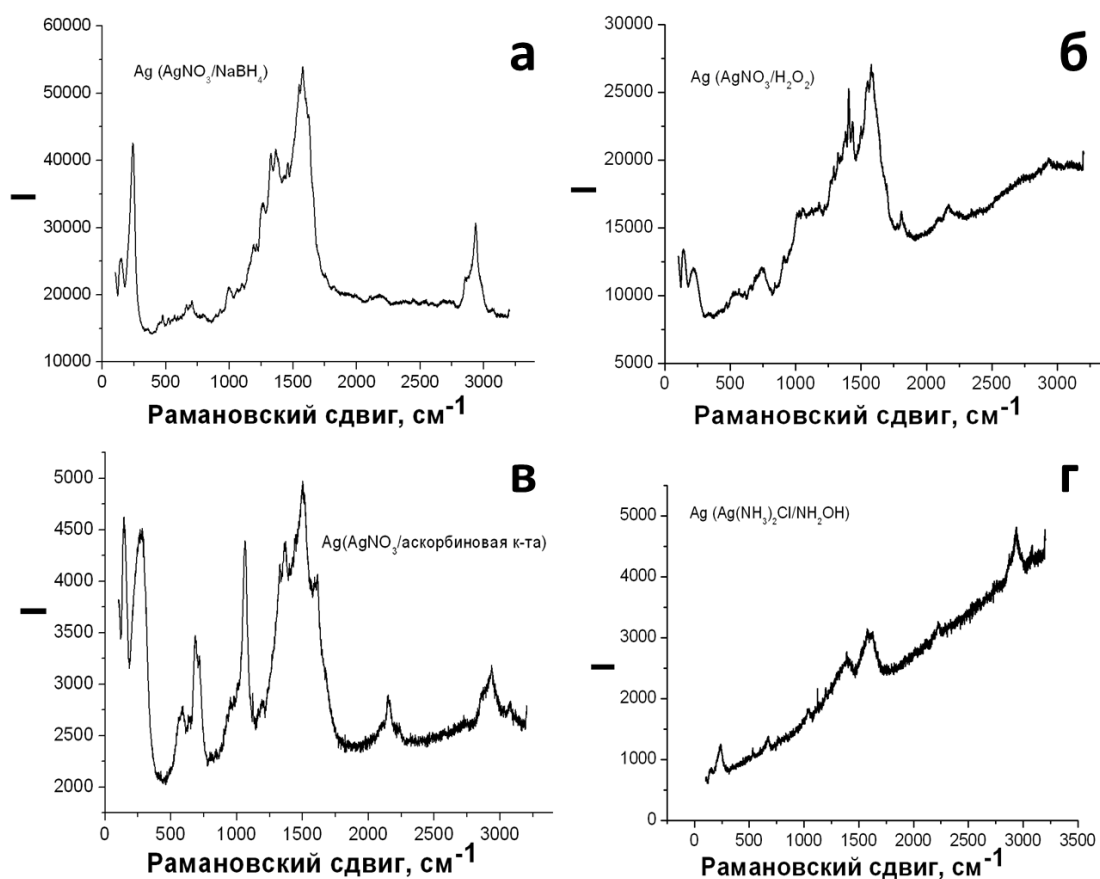 60000
50000
40000
30000
20000
10000
I
Ag (AgNO3/NaBH4)
а
0 500 1000 1500 2000 2500 3000
Рамановский сдвиг, см-1
30000
25000
20000
15000
10000
5000
I
Ag (AgNO3/H2O2)
б
0 500 1000 1500 2000 2500 3000
Рамановский сдвиг, см-1
5000
4500
4000
3500
3000
2500
2000
I
Ag(AgNO3/аскорбиновая к-та)
в
0 500 1000 1500 2000 2500 3000
Рамановский сдвиг, см-1
5000
4000
3000
2000
1000
0
I
Ag (Ag(NH3)2Cl/NH2OH)
г
0 500 1000 1500 2000 2500 3000 3500
Рамановский сдвиг, см-1